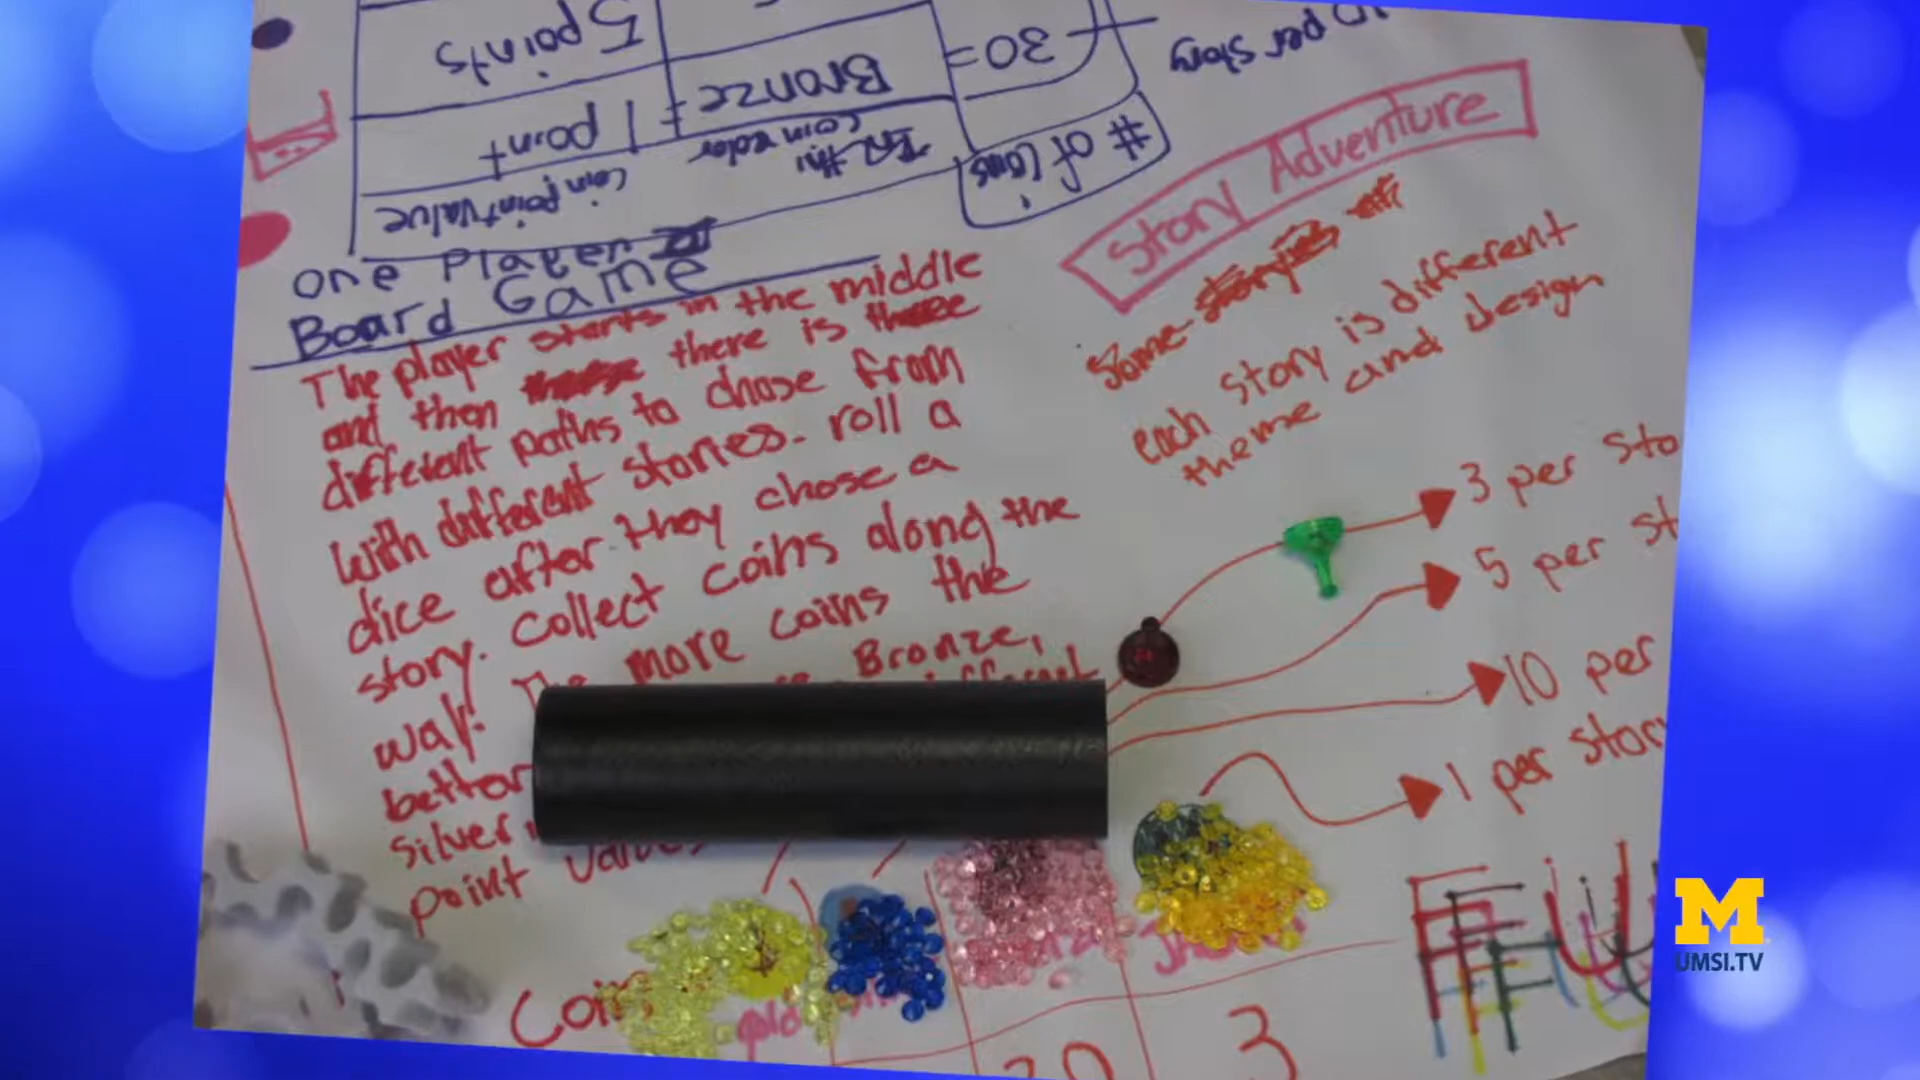 5 points
1 point
Bronze =
30 =
coin point value
coin color
# of coins
per story
One Player
Board Game
The player starts in the middle
and then there is
different paths to chose from
with different stories. roll a
dice after they chose a
story. collect coins along the
way. The more coins the
Bronze,
silver
point
Story Adventure
Some
each story is different
theme and design
3 per sto
5 per st
10 per
1 per story
Coins
3
M
UMSI.TV